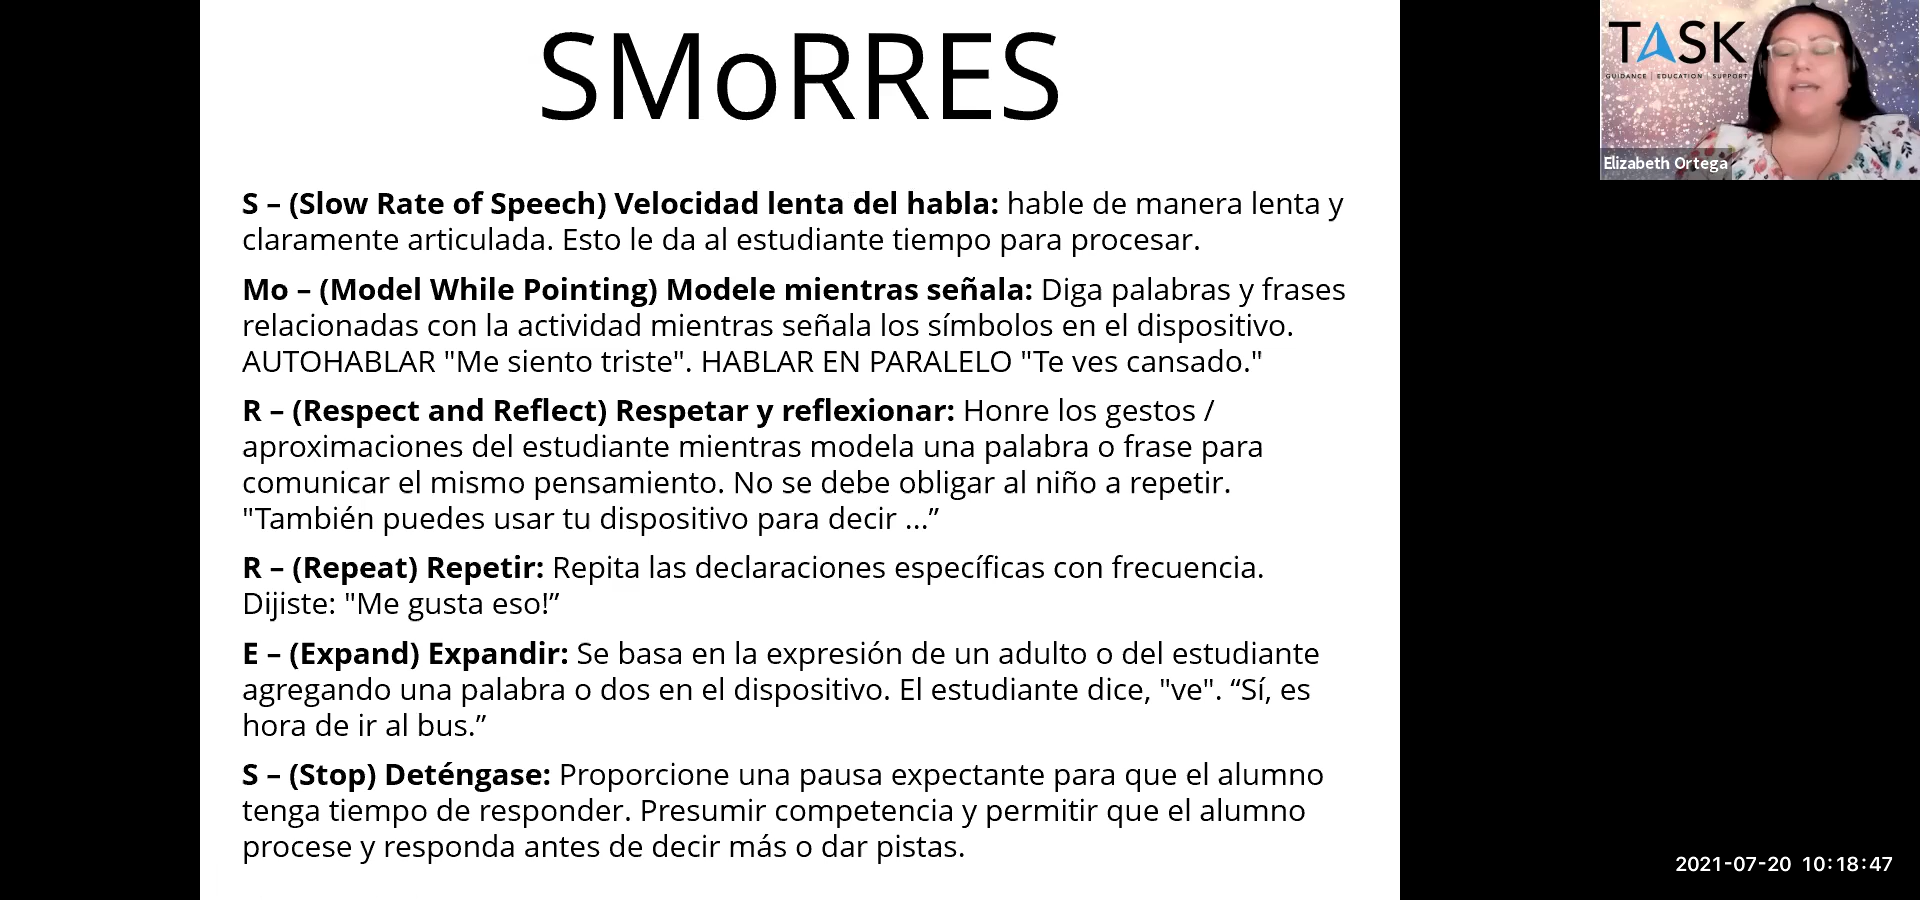 SMoRRES
S – (Slow Rate of Speech) Velocidad lenta del habla: hable de manera lenta y
claramente articulada. Esto le da al estudiante tiempo para procesar.
Mo – (Model While Pointing) Modele mientras señala: Diga palabras y frases
relacionadas con la actividad mientras señala los símbolos en el dispositivo.
AUTOHABLAR "Me siento triste". HABLAR EN PARALELO "Te ves cansado."
R – (Respect and Reflect) Respetar y reflexionar: Honre los gestos /
aproximaciones del estudiante mientras modela una palabra o frase para
comunicar el mismo pensamiento. No se debe obligar al niño a repetir.
"También puedes usar tu dispositivo para decir ...”
R – (Repeat) Repetir: Repita las declaraciones específicas con frecuencia.
Dijiste: "Me gusta eso!”
E – (Expand) Expandir: Se basa en la expresión de un adulto o del estudiante
agregando una palabra o dos en el dispositivo. El estudiante dice, "ve". “Sí, es
hora de ir al bus.”
S – (Stop) Deténgase: Proporcione una pausa expectante para que el alumno
tenga tiempo de responder. Presumir competencia y permitir que el alumno
procese y responda antes de decir más o dar pistas.
TASK
GUIDANCE | EDUCATION | SUPPORT
Elizabeth Ortega
2021-07-20 10:18:47